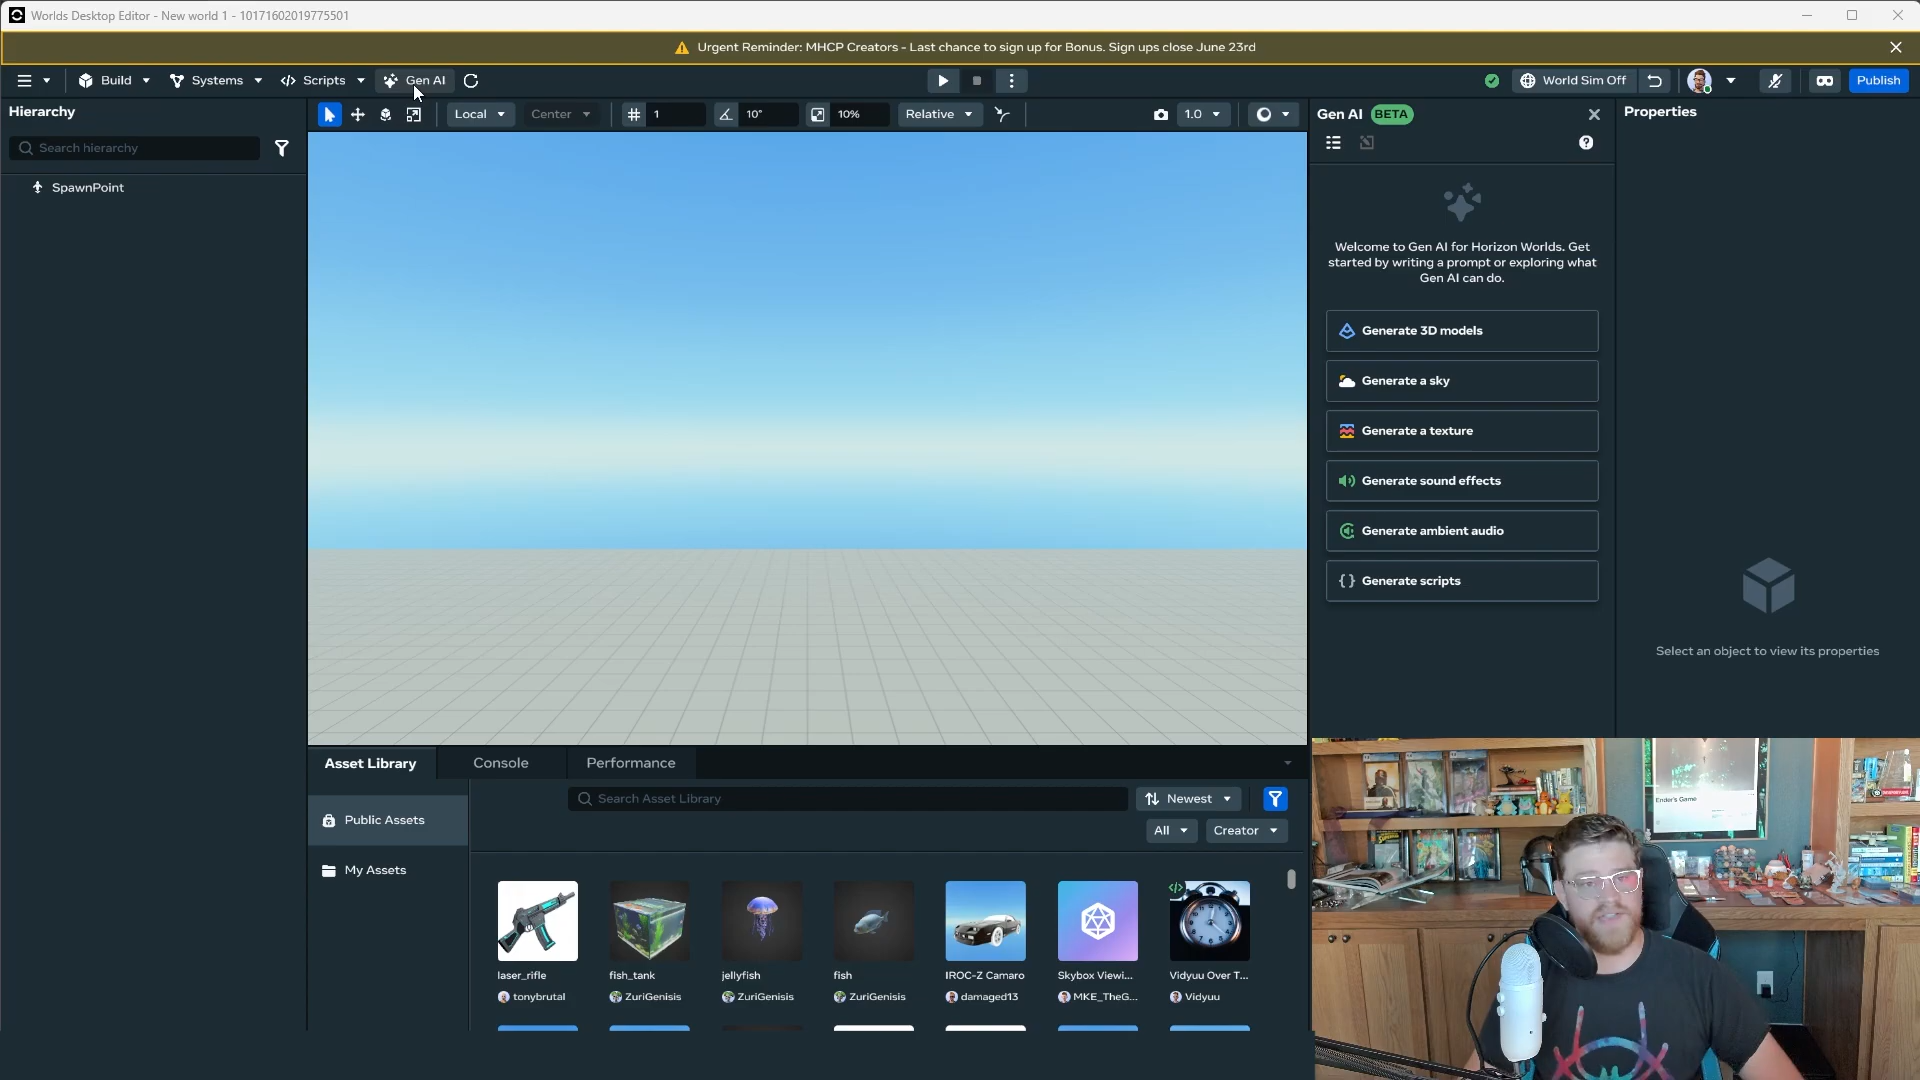 Worlds Desktop Editor - New world 1 - 10171602019775501
Urgent Reminder: MHCP Creators - Last chance to sign up for Bonus. Sign ups close June 23rd
Build
Systems
Scripts
Gen AI
World Sim Off
Publish
Hierarchy
Search hierarchy
SpawnPoint
Local
Center
1
10°
10%
Relative
1.0
Gen AI BETA
Welcome to Gen AI for Horizon Worlds. Get
started by writing a prompt or exploring what
Gen AI can do.
Generate 3D models
Generate a sky
Generate a texture
Generate sound effects
Generate ambient audio
Generate scripts
Properties
Select an object to view its properties
Asset Library
Console
Performance
Public Assets
My Assets
Search Asset Library
Newest
All
Creator
laser_rifle
tonybrutal
fish_tank
ZuriGenisis
jellyfish
ZuriGenisis
fish
ZuriGenisis
IROC-Z Camaro
damaged13
Skybox Viewi...
MKE_TheG...
Vidyuu Over T...
Vidyuu
Ender's Game